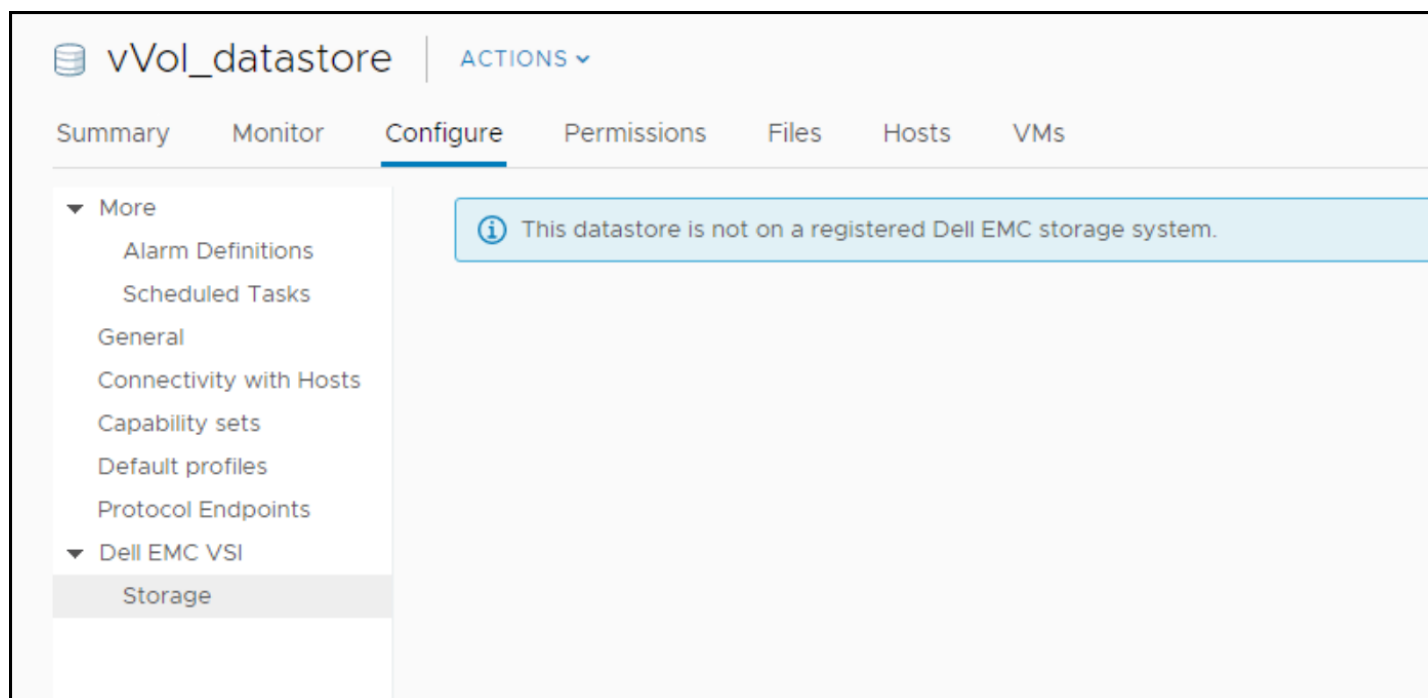 vVol_datastore ACTIONS
Summary Monitor Configure Permissions Files Hosts VMs
More
Alarm Definitions
Scheduled Tasks
General
Connectivity with Hosts
Capability sets
Default profiles
Protocol Endpoints
Dell EMC VSI
Storage
This datastore is not on a registered Dell EMC storage system.